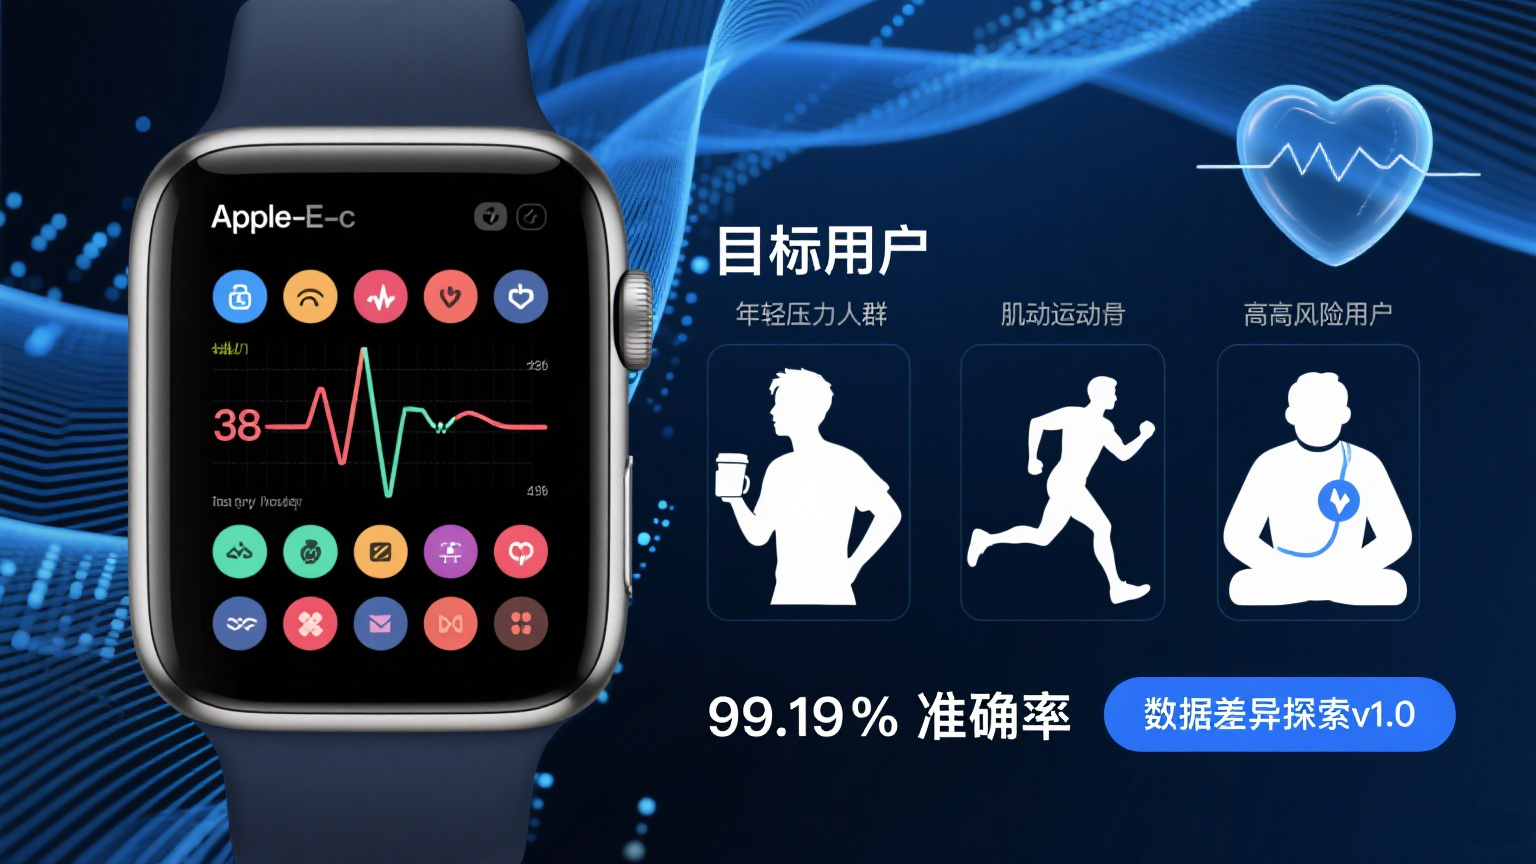 Apple-E-c
38
目标用户
年轻压力人群
肌动运动骨
高高风险用户
99.19% 准确率
数据差异探索v1.0